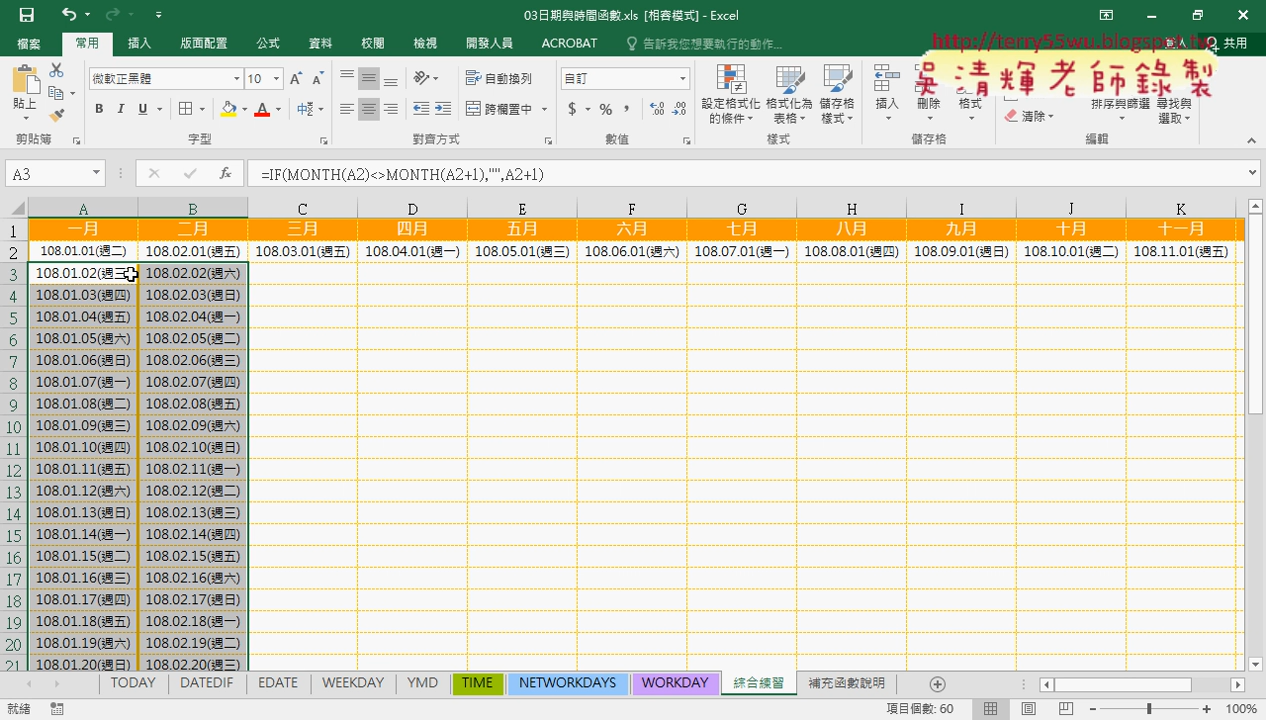 03日期與時間函數.xls [相容模式] - Excel
檔案 常用 插入 版面配置 公式 資料 校閱 檢視 開發人員 ACROBAT 告訴我您想要執行的動作... 共用
http://terry55wu.blogspot.tw
吳清輝老師錄製
微軟正黑體 10 自動換列 自訂
貼上 跨欄置中 設定格式化的條件 格式化為表格 儲存格樣式 插入 刪除 格式 清除 排序與篩選 尋找與選取
剪貼簿 字型 對齊方式 數值 樣式 儲存格 編輯
A3 =IF(MONTH(A2)<>MONTH(A2+1),"",A2+1)
A B C D E F G H I J K
1 一月 二月 三月 四月 五月 六月 七月 八月 九月 十月 十一月
2 108.01.01(週二) 108.02.01(週五) 108.03.01(週五) 108.04.01(週一) 108.05.01(週三) 108.06.01(週六) 108.07.01(週一) 108.08.01(週四) 108.09.01(週日) 108.10.01(週二) 108.11.01(週五)
3 108.01.02(週三 108.02.02(週六)
4 108.01.03(週四) 108.02.03(週日)
5 108.01.04(週五) 108.02.04(週一)
6 108.01.05(週六) 108.02.05(週二)
7 108.01.06(週日) 108.02.06(週三)
8 108.01.07(週一) 108.02.07(週四)
9 108.01.08(週二) 108.02.08(週五)
10 108.01.09(週三) 108.02.09(週六)
11 108.01.10(週四) 108.02.10(週日)
12 108.01.11(週五) 108.02.11(週一)
13 108.01.12(週六) 108.02.12(週二)
14 108.01.13(週日) 108.02.13(週三)
15 108.01.14(週一) 108.02.14(週四)
16 108.01.15(週二) 108.02.15(週五)
17 108.01.16(週三) 108.02.16(週六)
18 108.01.17(週四) 108.02.17(週日)
19 108.01.18(週五) 108.02.18(週一)
20 108.01.19(週六) 108.02.19(週二)
21 108.01.20(週日) 108.02.20(週三)
TODAY DATEDIF EDATE WEEKDAY YMD TIME NETWORKDAYS WORKDAY 綜合練習 補充函數說明
就緒 項目個數: 60 100%